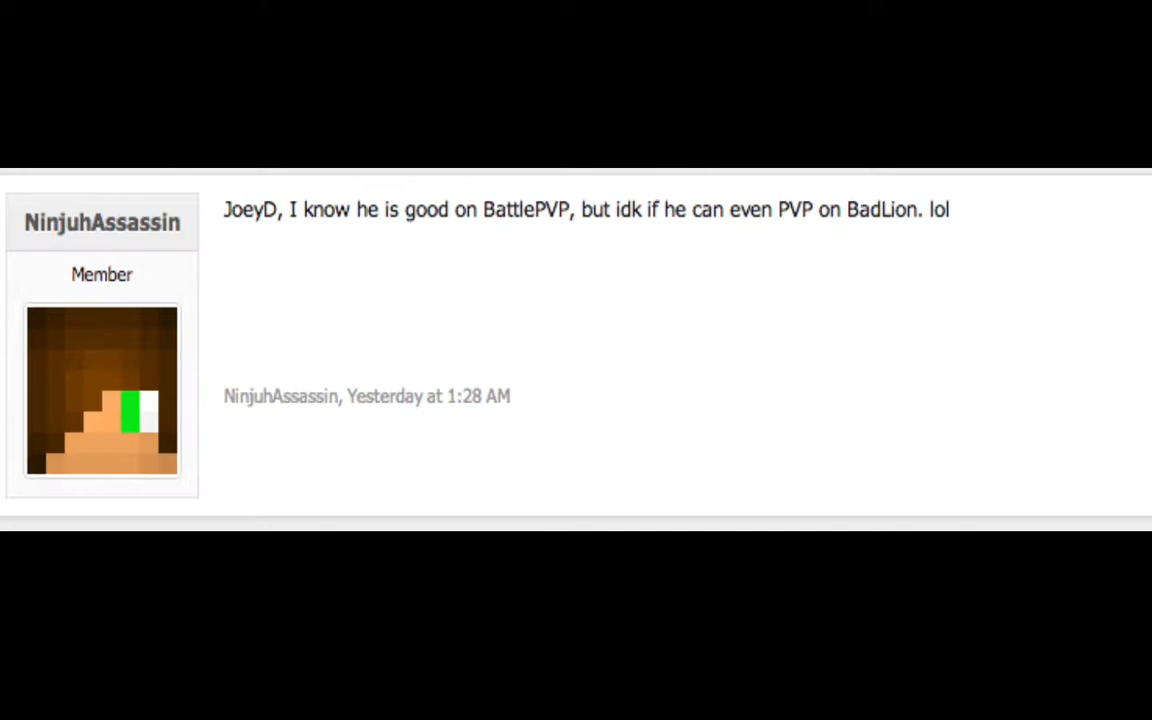 NinjuhAssassin
Member
JoeyD, I know he is good on BattlePVP, but idk if he can even PVP on BadLion. lol
NinjuhAssassin, Yesterday at 1:28 AM